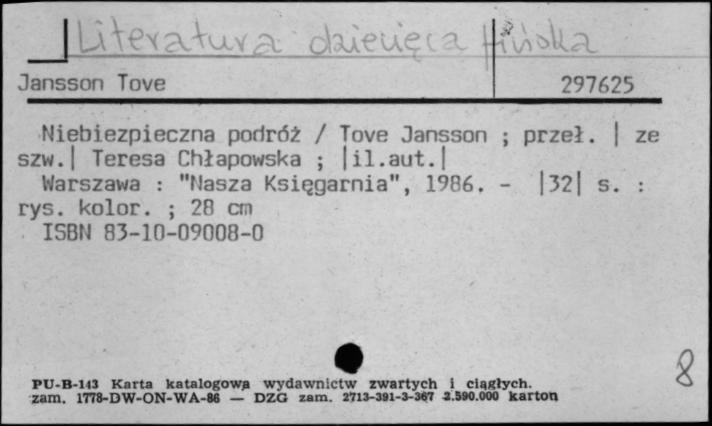 Literatura dziecięca fińska
Jansson Tove 297625
Niebiezpieczna podróż / Tove Jansson ; przeł. | ze
szw.| Teresa Chłapowska ; |il.aut.|
Warszawa : "Nasza Księgarnia", 1986. - |32| s. :
rys. kolor. ; 28 cm
ISBN 83-10-09008-0
8
PU-B-143 Karta katalogowa wydawnictw zwartych i ciągłych.
zam. 1778-DW-ON-WA-86 — DZG zam. 2713-391-3-367 2.590.000 karton